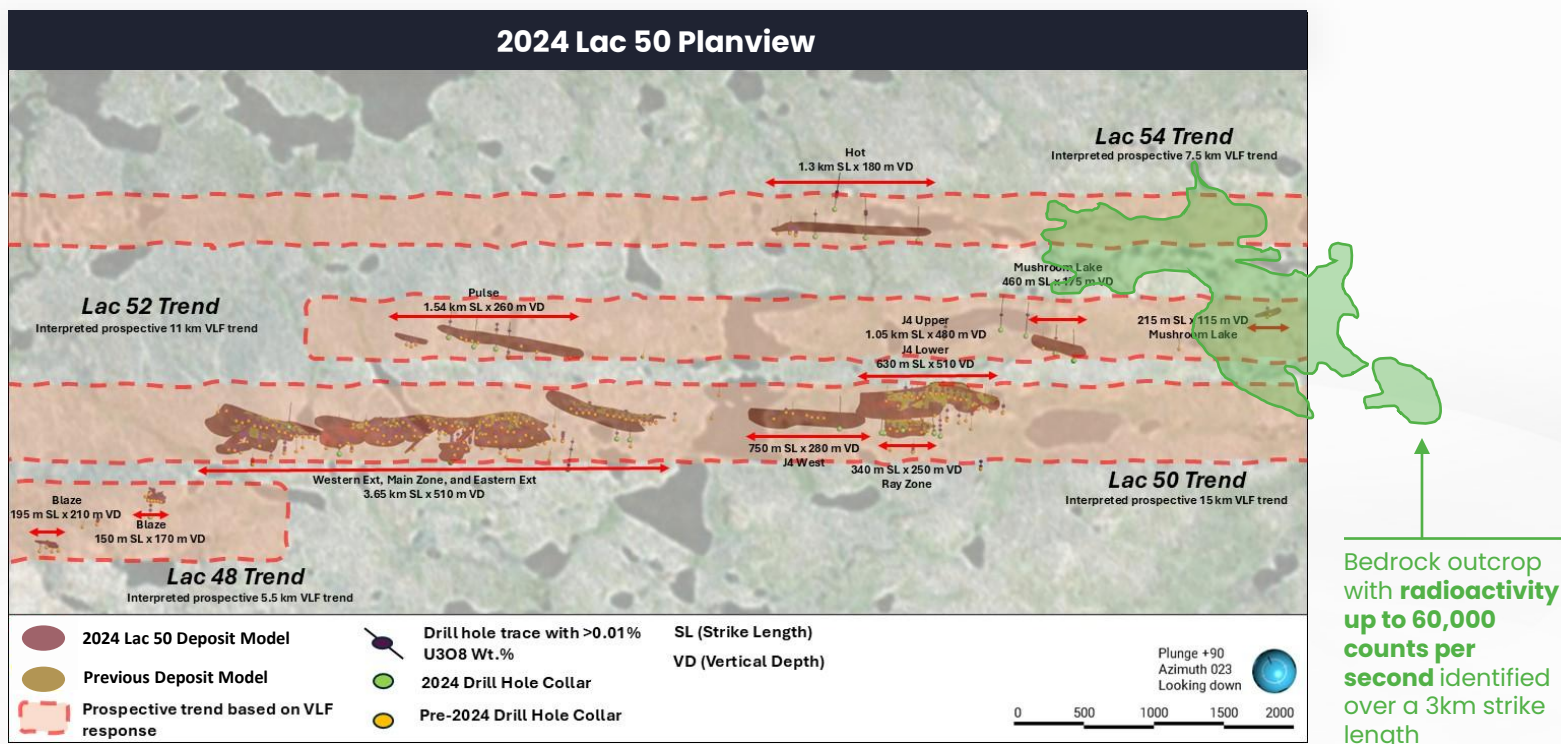 2024 Lac 50 Planview
Lac 54 Trend
Interpreted prospective 7.5 km VLF trend
Hot
1.3 km SL x 180 m VD
Mushroom Lake
460 m SL x 175 m VD
Lac 52 Trend
Interpreted prospective 11 km VLF trend
Pulse
1.54 km SL x 260 m VD
J4 Upper
1.05 km SL x 480 m VD
J4 Lower
630 m SL x 510 VD
215 m SL x 115 m VD
Mushroom Lake
750 m SL x 280 m VD
J4 West
340 m SL x 250 m VD
Ray Zone
Western Ext, Main Zone, and Eastern Ext
3.65 km SL x 510 m VD
Lac 50 Trend
Interpreted prospective 15 km VLF trend
Blaze
195 m SL x 210 m VD
Blaze
150 m SL x 170 m VD
Lac 48 Trend
Interpreted prospective 5.5 km VLF trend
2024 Lac 50 Deposit Model
Previous Deposit Model
Prospective trend based on VLF
response
Drill hole trace with >0.01%
U3O8 Wt.%
2024 Drill Hole Collar
Pre-2024 Drill Hole Collar
SL (Strike Length)
VD (Vertical Depth)
Plunge +90
Azimuth 023
Looking down
0 500 1000 1500 2000
Bedrock outcrop
with radioactivity
up to 60,000
counts per
second identified
over a 3km strike
length